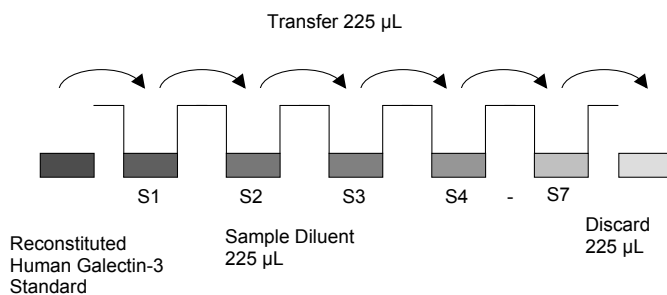 Transfer 225 µL
S1 S2 S3 S4 - S7
Reconstituted
Human Galectin-3
Standard
Sample Diluent
225 µL
Discard
225 µL